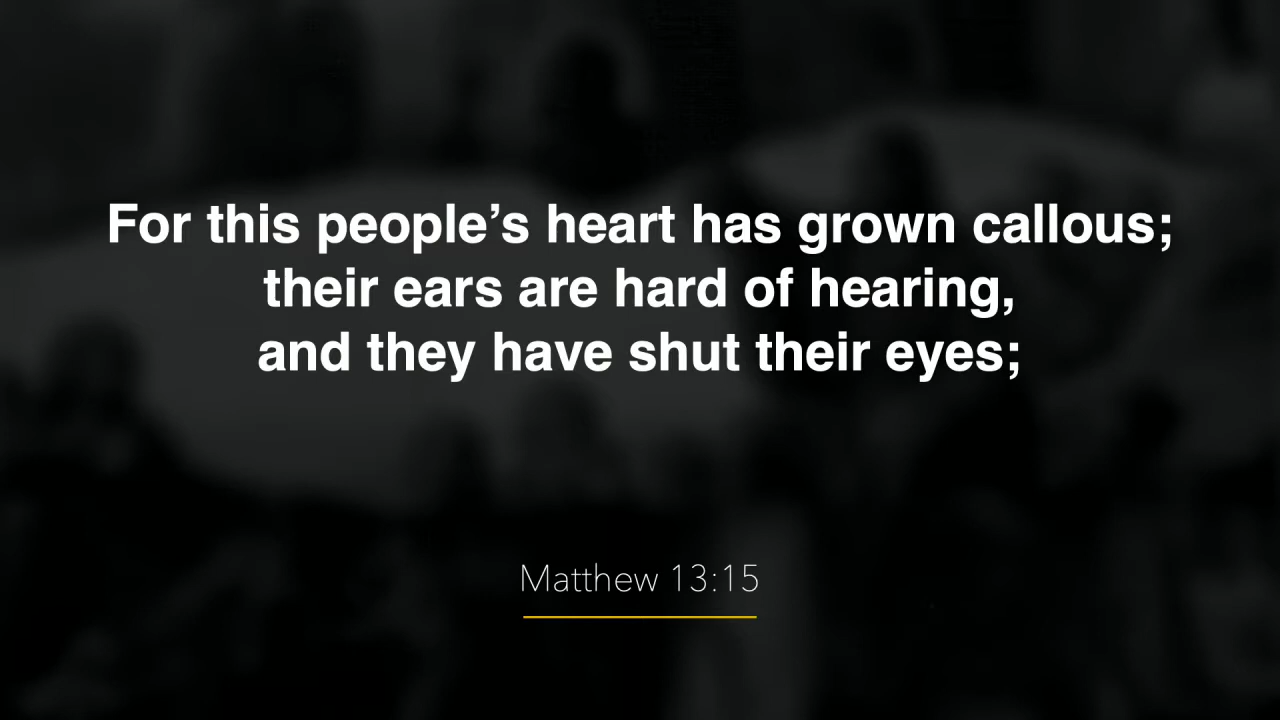 For this people’s heart has grown callous;
their ears are hard of hearing,
and they have shut their eyes;
Matthew 13:15